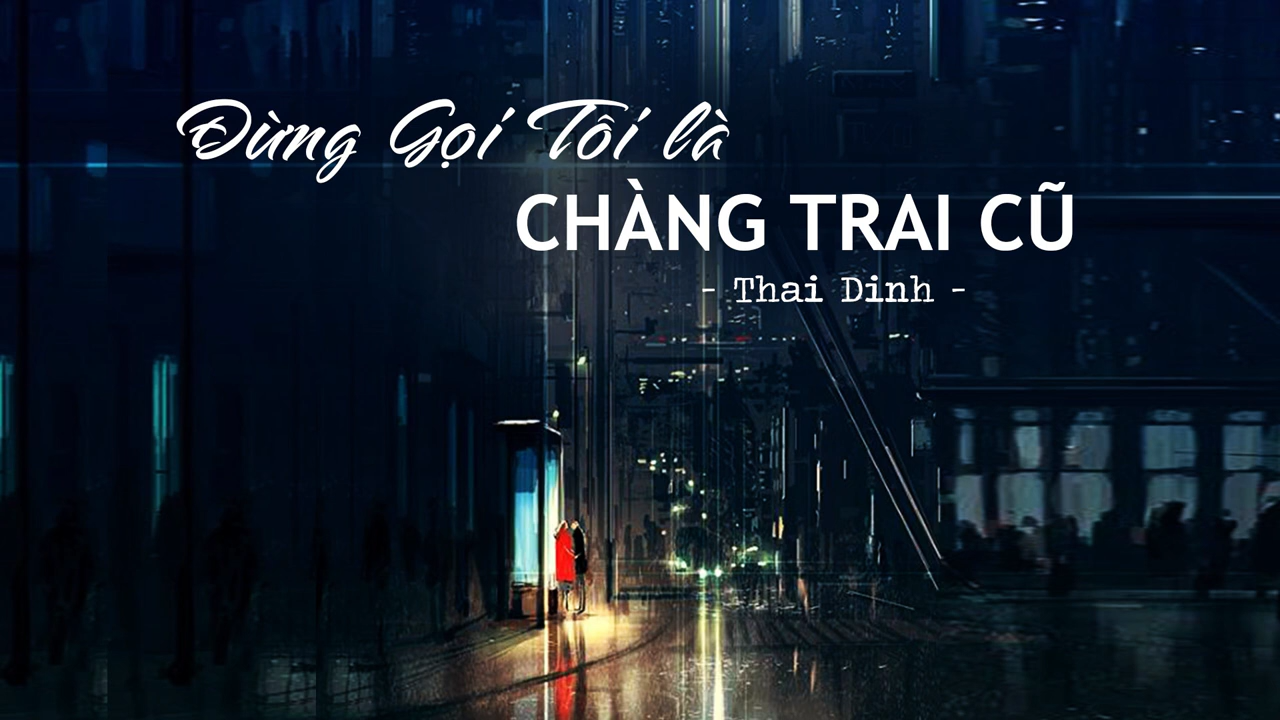 Đừng Gọi Tôi là
CHÀNG TRAI CŨ
- Thai Dinh -